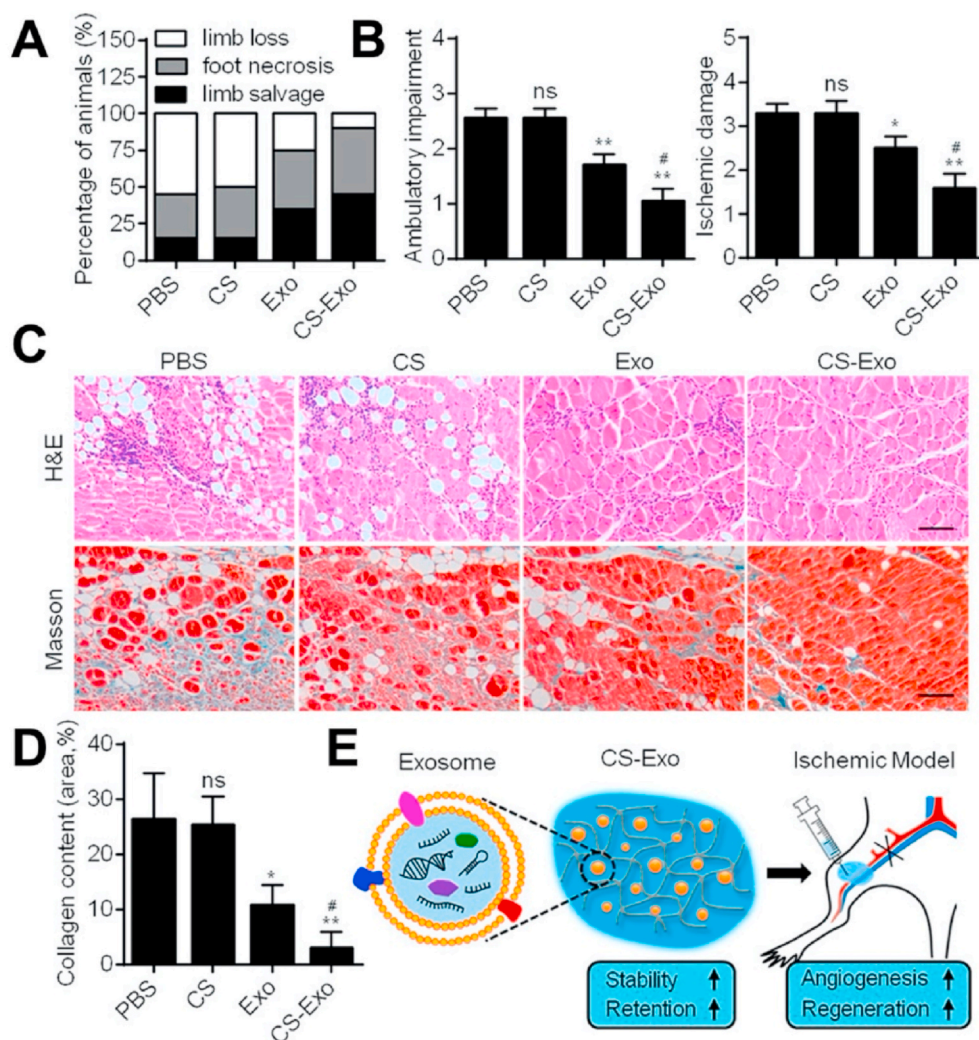 A
Percentage of animals (%)
150
100
75
50
25
0
limb loss
foot necrosis
limb salvage
PBS
CS
Exo
CS-Exo
B
Ambulatory impairment
4
3
2
1
0
ns
**
#
**
PBS
CS
Exo
CS-Exo
Ischemic damage
5
4
3
2
1
0
ns
*
#
**
PBS
CS
Exo
CS-Exo
C
PBS
CS
Exo
CS-Exo
H&E
Masson
D
Collagen content (area,%)
40
30
20
10
0
ns
*
#
**
PBS
CS
Exo
CS-Exo
E
Exosome
CS-Exo
Ischemic Model
Stability ↑
Retention ↑
Angiogenesis ↑
Regeneration ↑